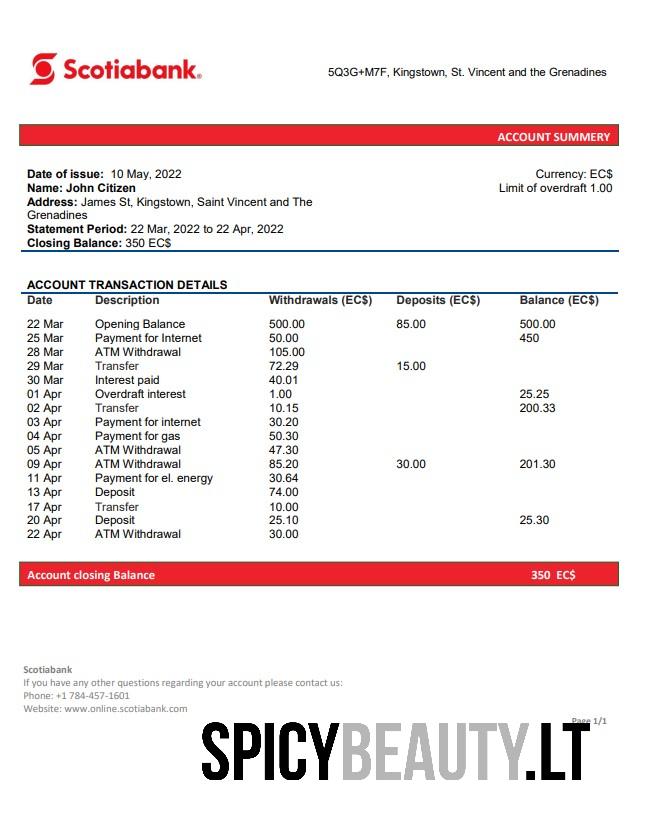 Scotiabank®
5Q3G+M7F, Kingstown, St. Vincent and the Grenadines
ACCOUNT SUMMERY
Date of issue: 10 May, 2022
Currency: EC$
Name: John Citizen
Limit of overdraft 1.00
Address: James St, Kingstown, Saint Vincent and The
Grenadines
Statement Period: 22 Mar, 2022 to 22 Apr, 2022
Closing Balance: 350 EC$
ACCOUNT TRANSACTION DETAILS
Date Description Withdrawals (EC$) Deposits (EC$) Balance (EC$)
22 Mar Opening Balance 500.00 85.00 500.00
25 Mar Payment for Internet 50.00 450
28 Mar ATM Withdrawal 105.00
29 Mar Transfer 72.29 15.00
30 Mar Interest paid 40.01
01 Apr Overdraft interest 1.00 25.25
02 Apr Transfer 10.15 200.33
03 Apr Payment for internet 30.20
04 Apr Payment for gas 50.30
05 Apr ATM Withdrawal 47.30
09 Apr ATM Withdrawal 85.20 30.00 201.30
11 Apr Payment for el. energy 30.64
13 Apr Deposit 74.00
17 Apr Transfer 10.00
20 Apr Deposit 25.10 25.30
22 Apr ATM Withdrawal 30.00
Account closing Balance 350 EC$
Scotiabank
If you have any other questions regarding your account please contact us:
Phone: +1 784-457-1601
Website: www.online.scotiabank.com
Page 1/1
SPICYBEAUTY.LT